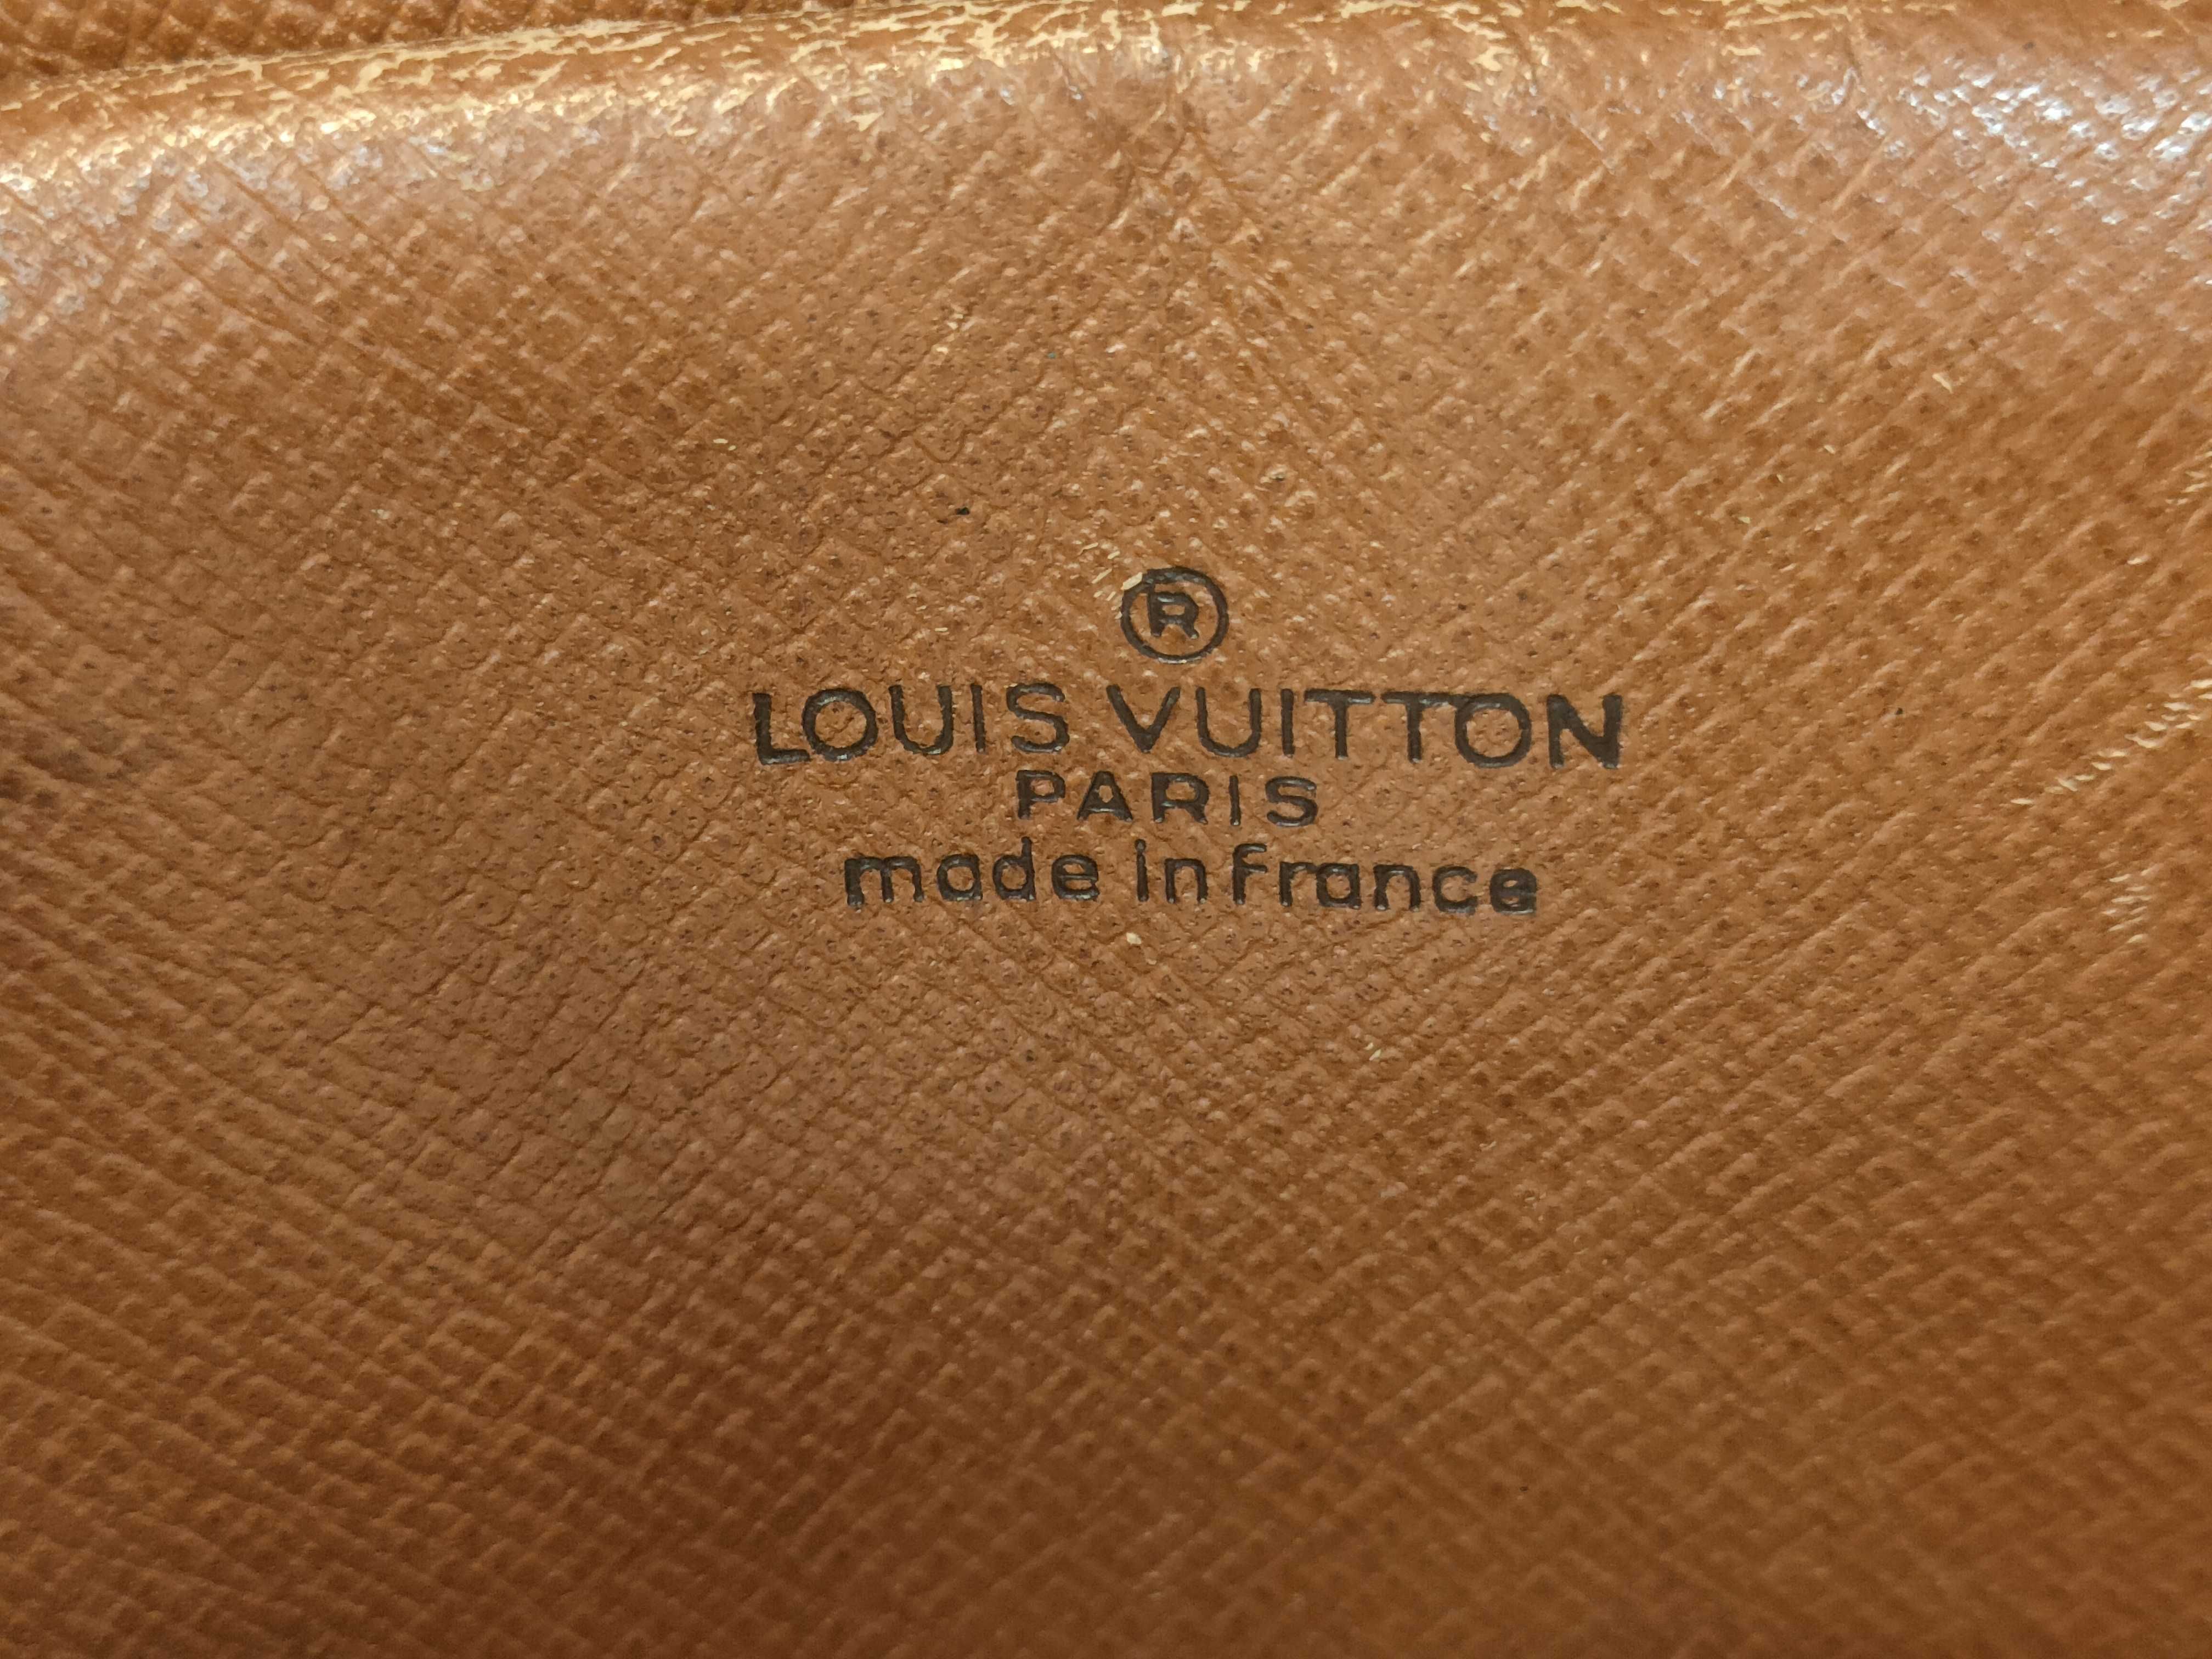 ®
LOUIS VUITTON
PARIS
made in France